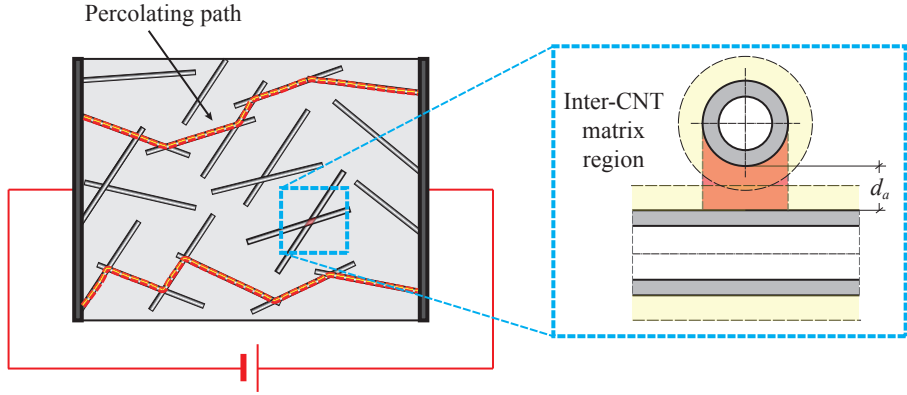 Percolating path
Inter-CNT
matrix
region
d_a